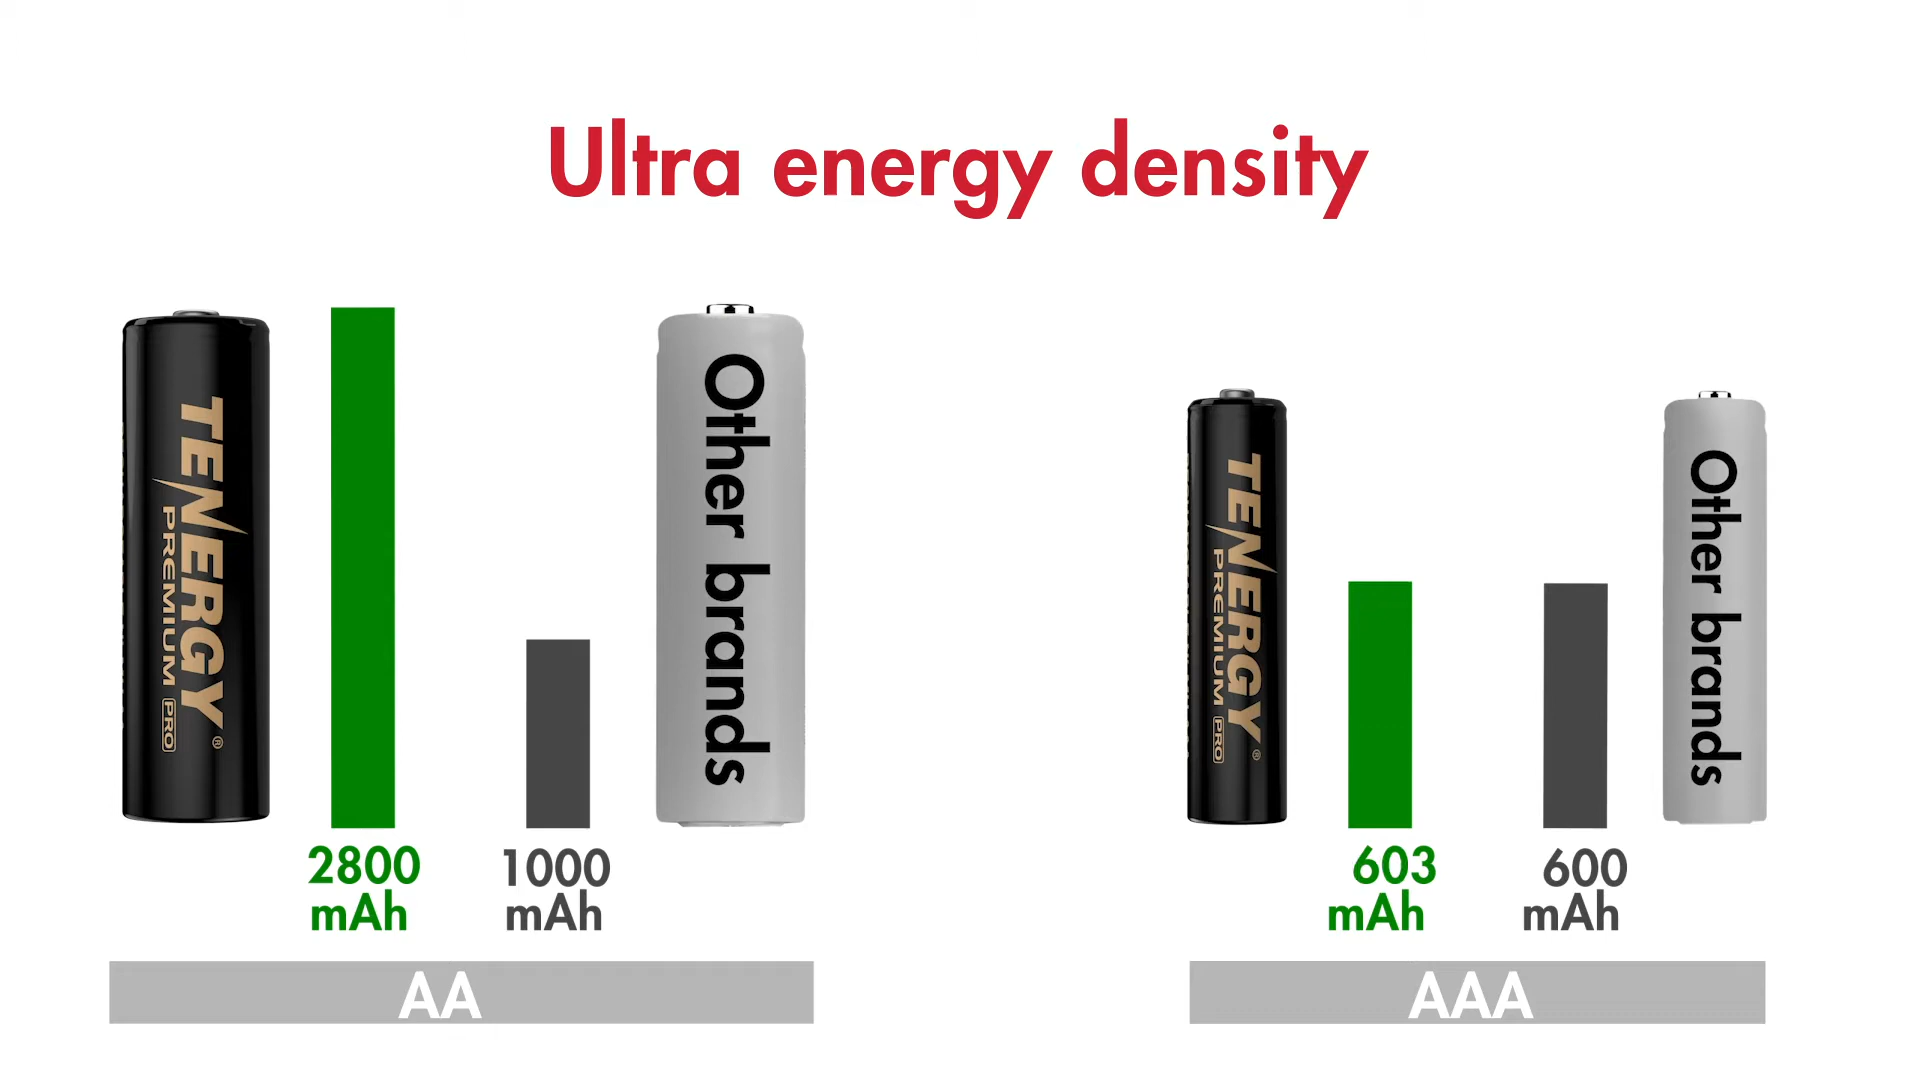 Ultra energy density
TENERGY®
PREMIUM PRO
2800
mAh
1000
mAh
Other brands
AA
TENERGY®
PREMIUM PRO
603
mAh
600
mAh
Other brands
AAA